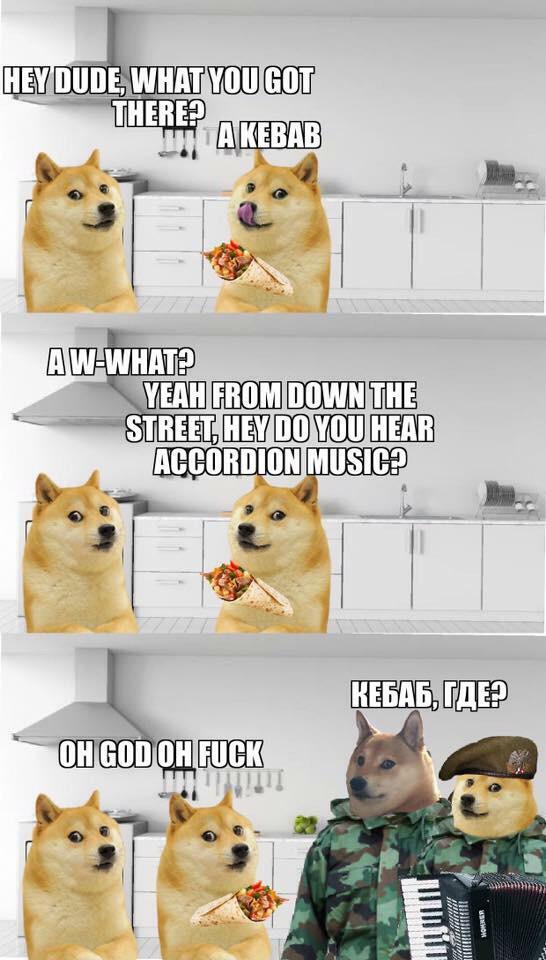 HEY DUDE, WHAT YOU GOT
THERE?
A KEBAB
A W-WHAT?
YEAH FROM DOWN THE
STREET, HEY DO YOU HEAR
ACCORDION MUSIC?
КЕБАБ, ГДЕ?
OH GOD OH FUCK
HOHNER